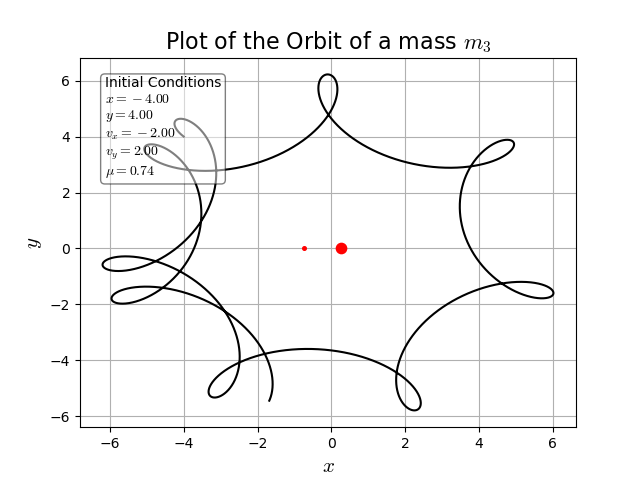 Plot of the Orbit of a mass m₃
Initial Conditions
x = −4.00
y = 4.00
vₓ = −2.00
v_y = 2.00
μ = 0.74
y
6
4
2
0
−2
−4
−6
−6 −4 −2 0 2 4 6
x